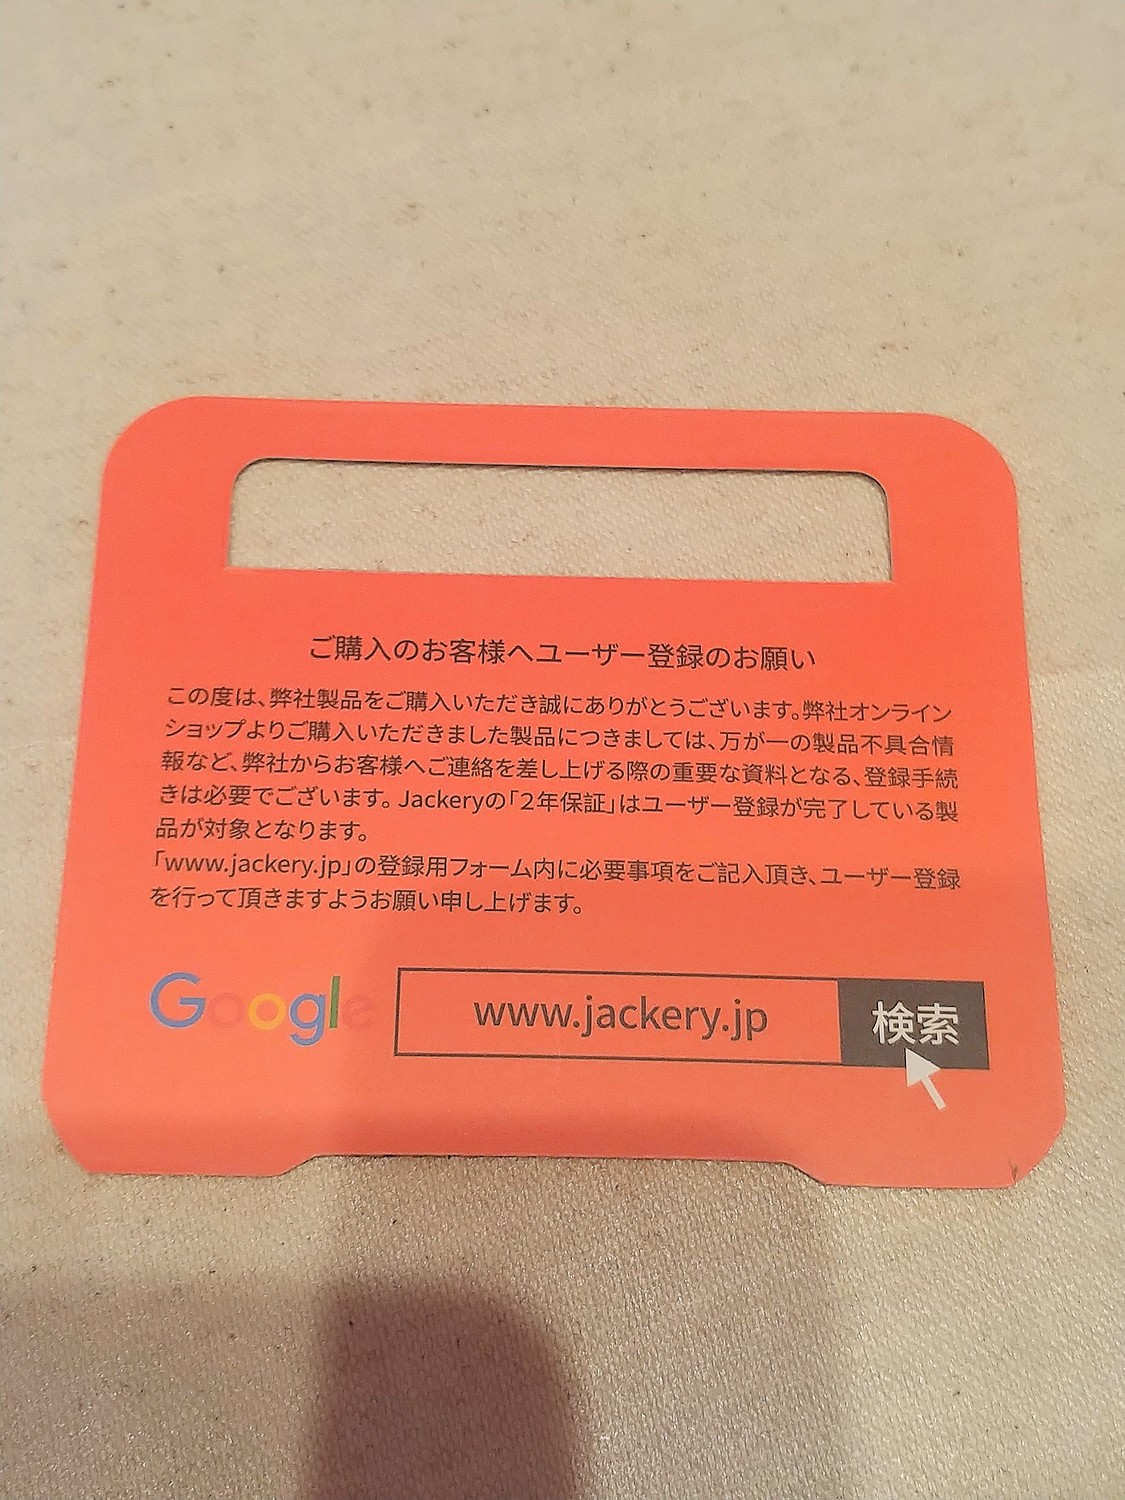 ご購入のお客様へユーザー登録のお願い
この度は、弊社製品をご購入いただき誠にありがとうございます。弊社オンライン
ショップよりご購入いただきました製品につきましては、万が一の製品不具合情
報など、弊社からお客様へご連絡を差し上げる際の重要な資料となる、登録手続
きは必要でございます。Jackeryの「2年保証」はユーザー登録が完了している製
品が対象となります。
「www.jackery.jp」の登録用フォーム内に必要事項をご記入頂き、ユーザー登録
を行って頂きますようお願い申し上げます。
Google www.jackery.jp 検索